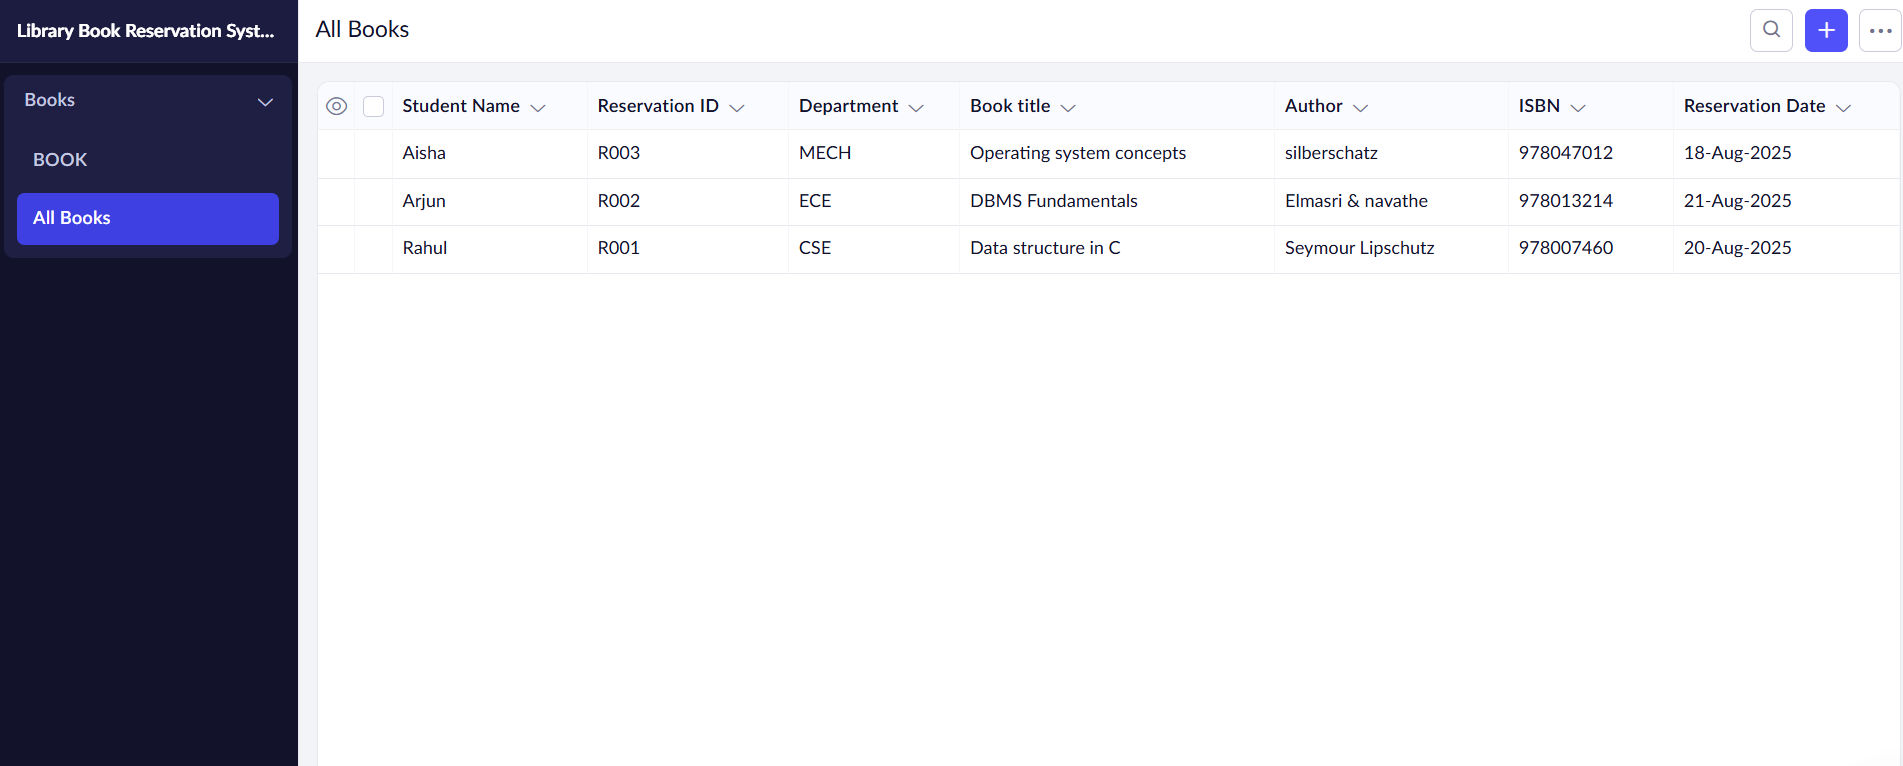 Library Book Reservation Syst...
Books
BOOK
All Books
All Books
Student Name Reservation ID Department Book title Author ISBN Reservation Date
Aisha R003 MECH Operating system concepts silberschatz 978047012 18-Aug-2025
Arjun R002 ECE DBMS Fundamentals Elmasri & navathe 978013214 21-Aug-2025
Rahul R001 CSE Data structure in C Seymour Lipschutz 978007460 20-Aug-2025